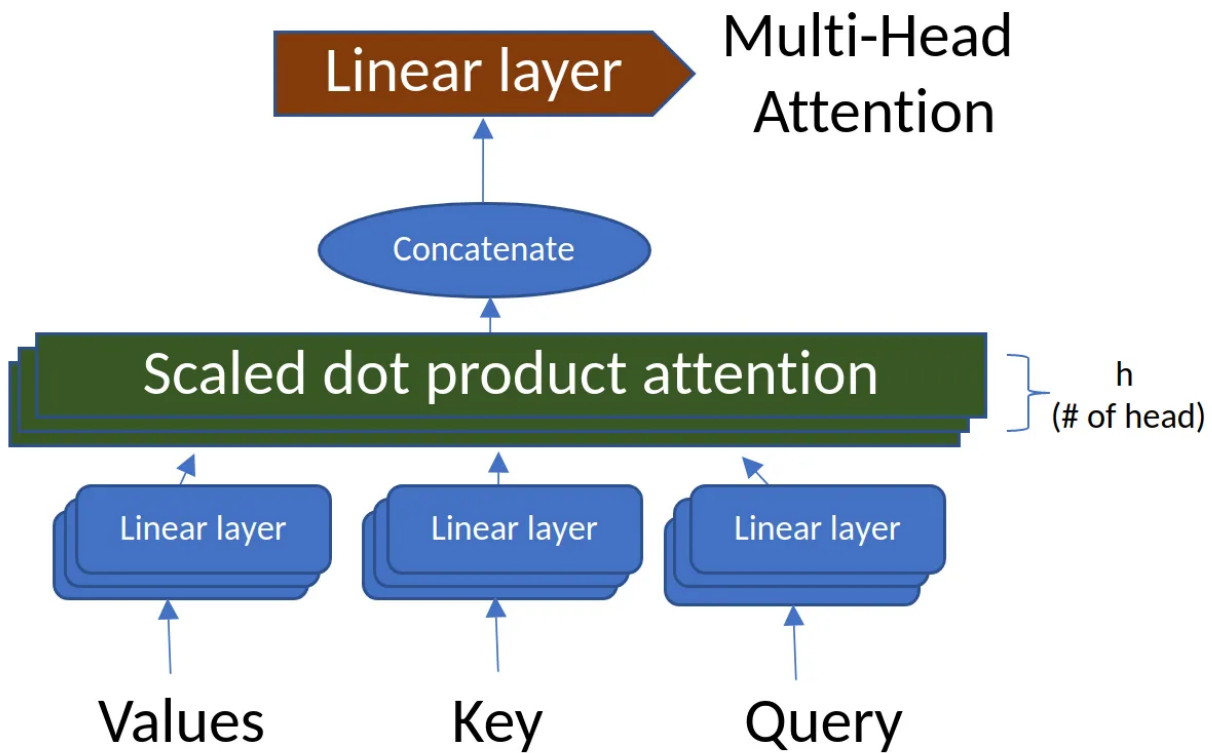 Linear layer
Multi-Head
Attention
Concatenate
Scaled dot product attention
h
(# of head)
Linear layer
Linear layer
Linear layer
Values
Key
Query